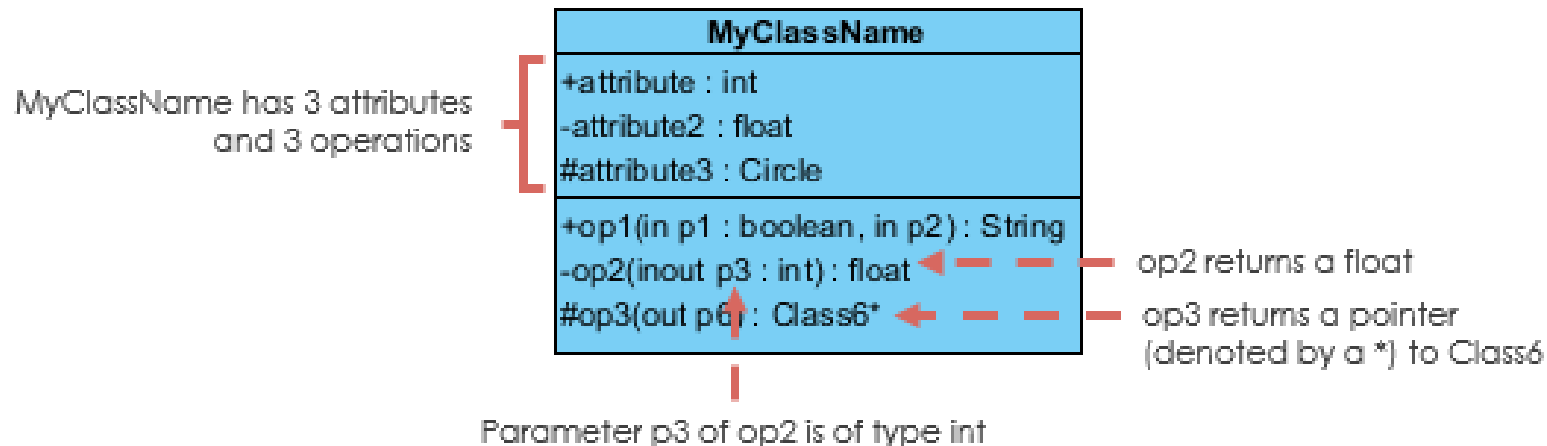 MyClassName
+attribute : int
-attribute2 : float
#attribute3 : Circle
MyClassName has 3 attributes
and 3 operations
+op1(in p1 : boolean, in p2) : String
-op2(inout p3 : int) : float
#op3(out p6) : Class6*
op2 returns a float
op3 returns a pointer
(denoted by a *) to Class6
Parameter p3 of op2 is of type int